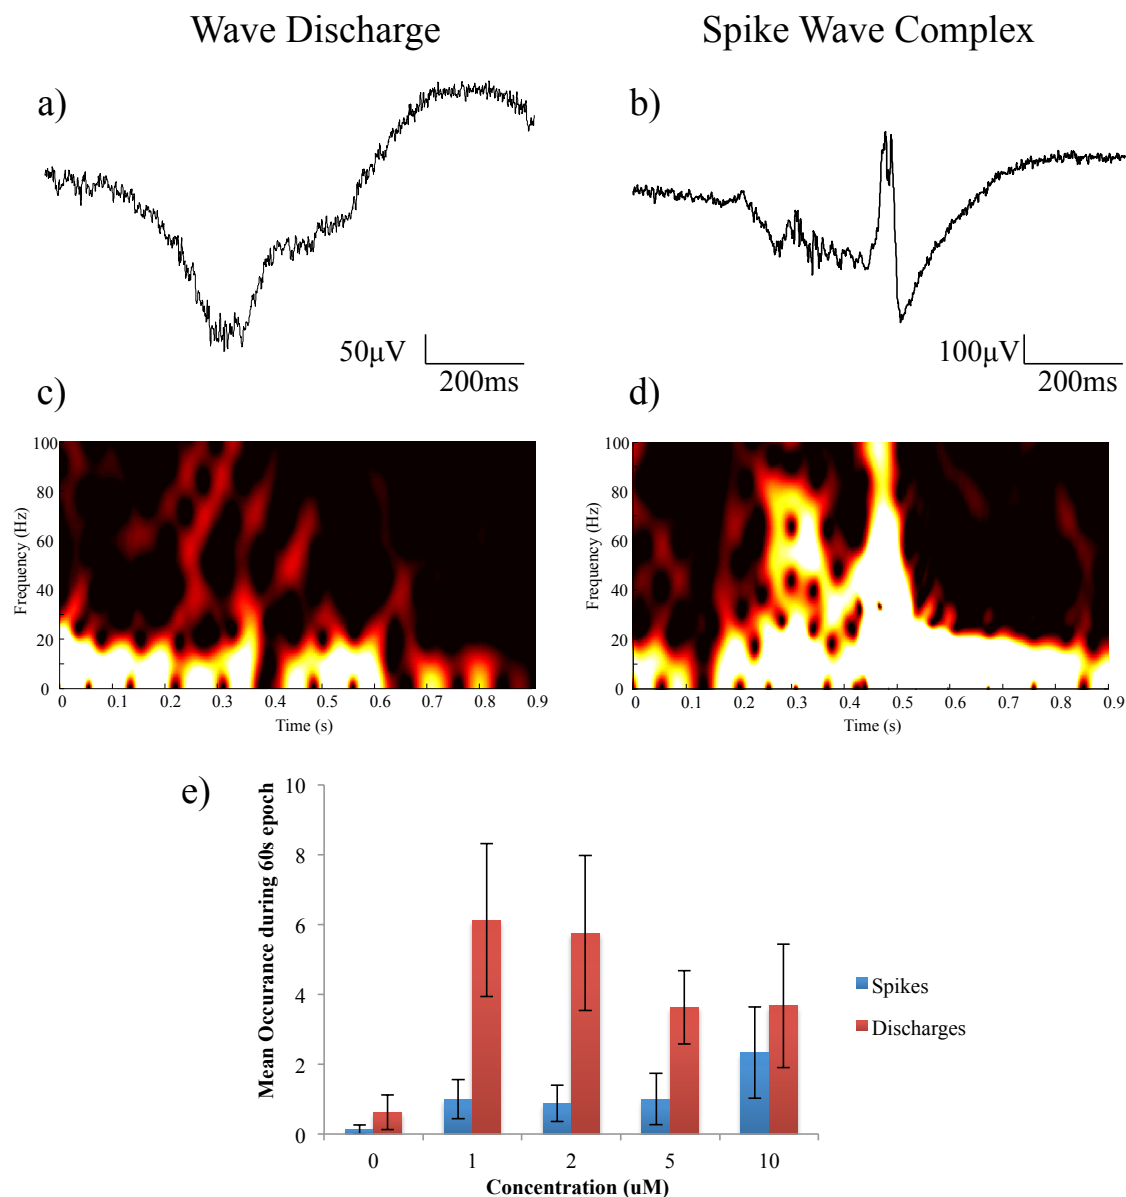 Wave Discharge
Spike Wave Complex
a)
b)
50μV
200ms
100μV
200ms
c)
d)
100
80
60
40
20
0
Frequency (Hz)
0 0.1 0.2 0.3 0.4 0.5 0.6 0.7 0.8 0.9
Time (s)
100
80
60
40
20
0
Frequency (Hz)
0 0.1 0.2 0.3 0.4 0.5 0.6 0.7 0.8 0.9
Time (s)
e)
Mean Occurance during 60s epoch
10
8
6
4
2
0
0 1 2 5 10
Concentration (uM)
Spikes
Discharges